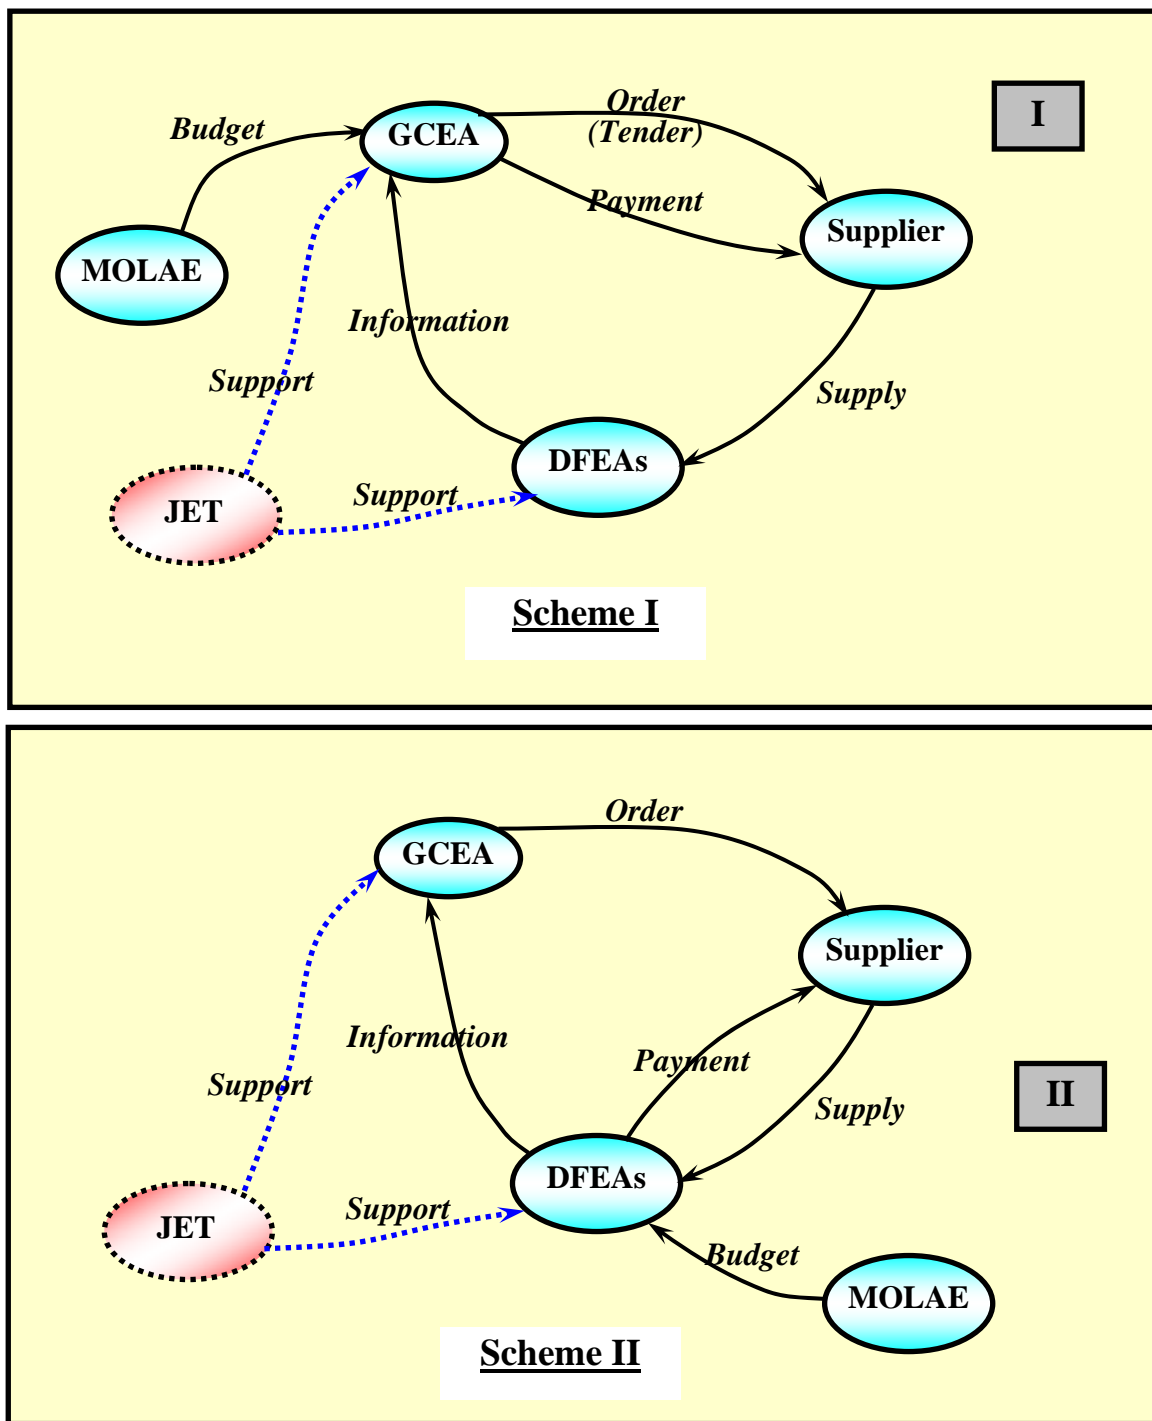 Order
(Tender)
I
Budget
GCEA
Payment
Supplier
MOLAE
Information
Support
Supply
DFEAs
Support
JET
Scheme I
Order
GCEA
Supplier
Information
Payment
Support
II
Supply
DFEAs
Support
JET
Budget
MOLAE
Scheme II